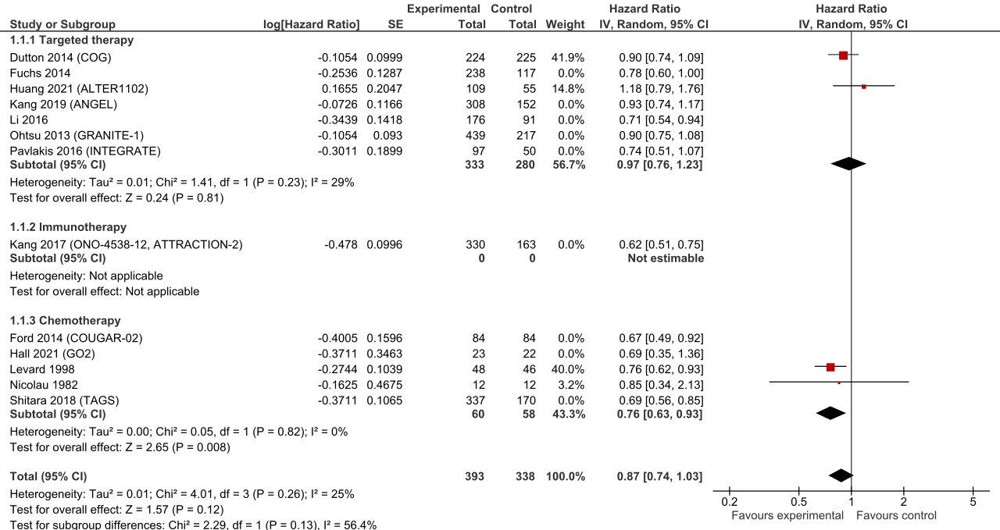 Experimental Control Hazard Ratio Hazard Ratio
Study or Subgroup log[Hazard Ratio] SE Total Total Weight IV, Random, 95% CI IV, Random, 95% CI
1.1.1 Targeted therapy
Dutton 2014 (COG) -0.1054 0.0999 224 225 41.9% 0.90 [0.74, 1.09]
Fuchs 2014 -0.2536 0.1287 238 117 0.0% 0.78 [0.60, 1.00]
Huang 2021 (ALTER1102) 0.1655 0.2047 109 55 14.8% 1.18 [0.79, 1.76]
Kang 2019 (ANGEL) -0.0726 0.1166 308 152 0.0% 0.93 [0.74, 1.17]
Li 2016 -0.3439 0.1418 176 91 0.0% 0.71 [0.54, 0.94]
Ohtsu 2013 (GRANITE-1) -0.1054 0.093 439 217 0.0% 0.90 [0.75, 1.08]
Pavlakis 2016 (INTEGRATE) -0.3011 0.1899 97 50 0.0% 0.74 [0.51, 1.07]
Subtotal (95% CI) 333 280 56.7% 0.97 [0.76, 1.23]
Heterogeneity: Tau² = 0.01; Chi² = 1.41, df = 1 (P = 0.23); I² = 29%
Test for overall effect: Z = 0.24 (P = 0.81)
1.1.2 Immunotherapy
Kang 2017 (ONO-4538-12, ATTRACTION-2) -0.478 0.0996 330 163 0.0% 0.62 [0.51, 0.75]
Subtotal (95% CI) 0 0 Not estimable
Heterogeneity: Not applicable
Test for overall effect: Not applicable
1.1.3 Chemotherapy
Ford 2014 (COUGAR-02) -0.4005 0.1596 84 84 0.0% 0.67 [0.49, 0.92]
Hall 2021 (GO2) -0.3711 0.3463 23 22 0.0% 0.69 [0.35, 1.36]
Levard 1998 -0.2744 0.1039 48 46 40.0% 0.76 [0.62, 0.93]
Nicolau 1982 -0.1625 0.4675 12 12 3.2% 0.85 [0.34, 2.13]
Shitara 2018 (TAGS) -0.3711 0.1065 337 170 0.0% 0.69 [0.56, 0.85]
Subtotal (95% CI) 60 58 43.3% 0.76 [0.63, 0.93]
Heterogeneity: Tau² = 0.00; Chi² = 0.05, df = 1 (P = 0.82); I² = 0%
Test for overall effect: Z = 2.65 (P = 0.008)
Total (95% CI) 393 338 100.0% 0.87 [0.74, 1.03]
Heterogeneity: Tau² = 0.01; Chi² = 4.01, df = 3 (P = 0.26); I² = 25%
Test for overall effect: Z = 1.57 (P = 0.12)
Test for subgroup differences: Chi² = 2.29, df = 1 (P = 0.13), I² = 56.4%
0.2 0.5 1 2 5
Favours experimental Favours control